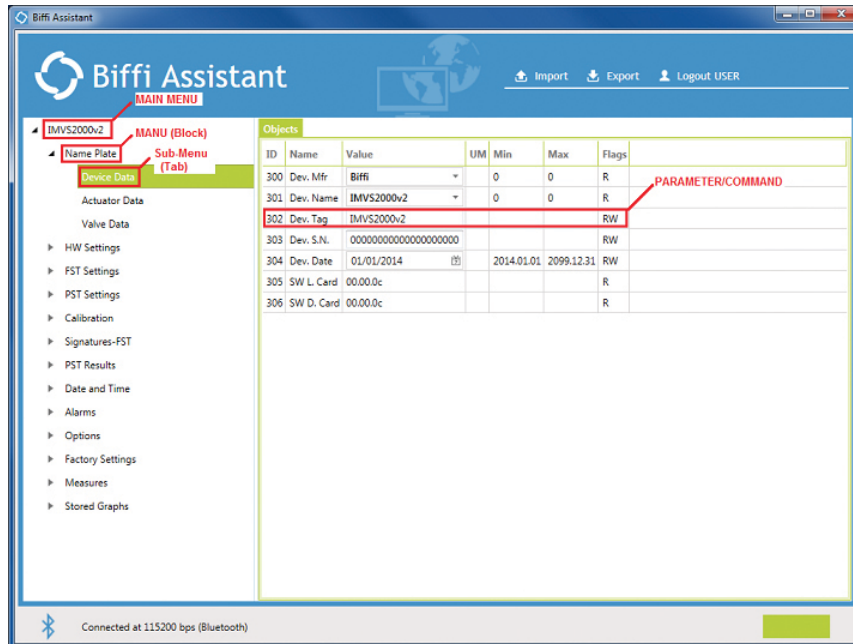 Biffi Assistant
Biffi Assistant
Import Export Logout USER
MAIN MENU
IMVS2000v2
MANU (Block)
Name Plate
Sub-Menu
(Tab)
Device Data
Actuator Data
Valve Data
HW Settings
FST Settings
PST Settings
Calibration
Signatures-FST
PST Results
Date and Time
Alarms
Options
Factory Settings
Measures
Stored Graphs
Objects
ID Name Value UM Min Max Flags
300 Dev. Mfr Biffi 0 0 R
PARAMETER/COMMAND
301 Dev. Name IMVS2000v2 0 0 R
302 Dev. Tag IMVS2000v2 RW
303 Dev. S.N. 00000000000000000000 RW
304 Dev. Date 01/01/2014 2014.01.01 2099.12.31 RW
305 SW L. Card 00.00.0c R
306 SW D. Card 00.00.0c R
Connected at 115200 bps (Bluetooth)